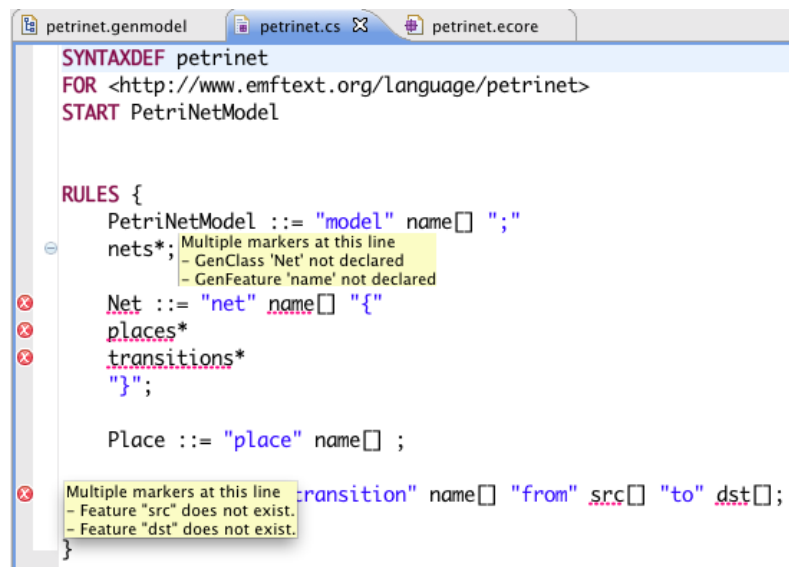 petrinet.genmodel petrinet.cs petrinet.ecore
SYNTAXDEF petrinet
FOR <http://www.emftext.org/language/petrinet>
START PetriNetModel
RULES {
PetriNetModel ::= "model" name[] ";"
nets*;
Multiple markers at this line
- GenClass 'Net' not declared
- GenFeature 'name' not declared
Net ::= "net" name[] "{"
places*
transitions*
"}";
Place ::= "place" name[] ;
transition" name[] "from" src[] "to" dst[];
Multiple markers at this line
- Feature "src" does not exist.
- Feature "dst" does not exist.
}